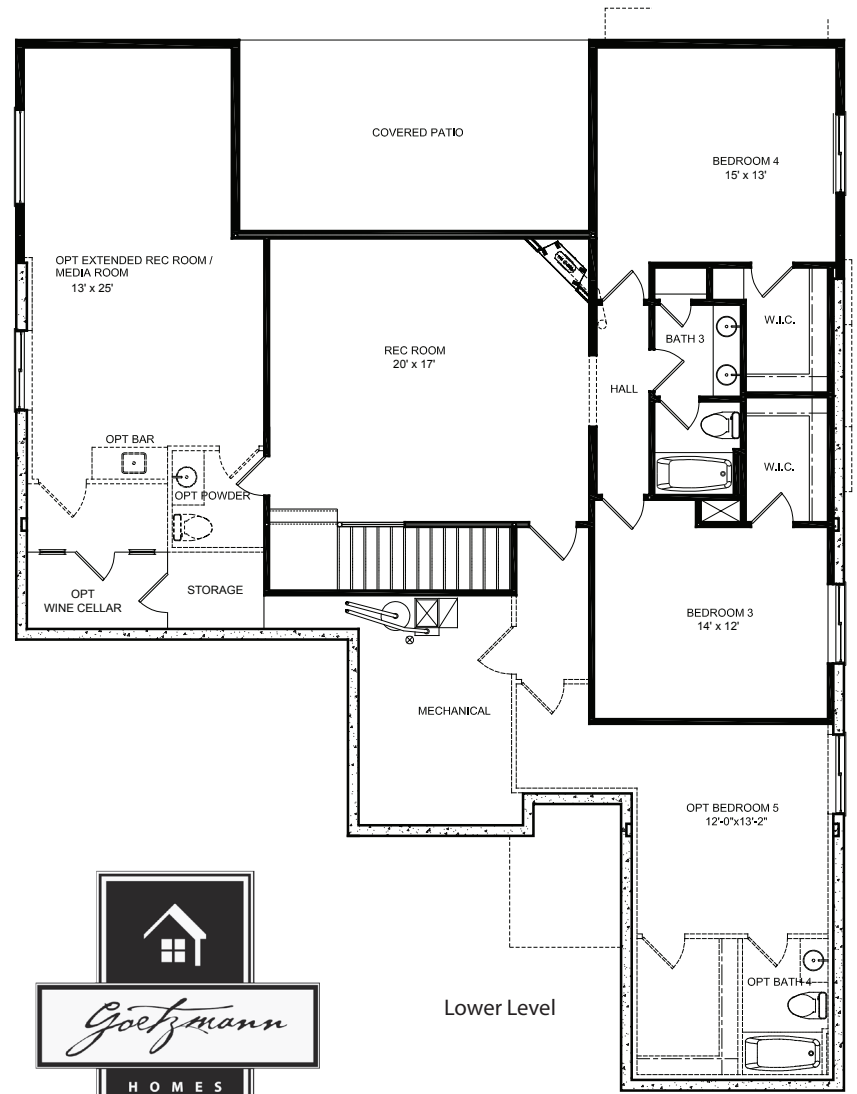 COVERED PATIO
BEDROOM 4
15' x 13'
OPT EXTENDED REC ROOM /
MEDIA ROOM
13' x 25'
REC ROOM
20' x 17'
BATH 3
W.I.C.
HALL
OPT BAR
W.I.C.
OPT POWDER
OPT
WINE CELLAR
STORAGE
BEDROOM 3
14' x 12'
MECHANICAL
OPT BEDROOM 5
12'-0"x13'-2"
OPT BATH 4
Lower Level
Goetzmann
HOMES